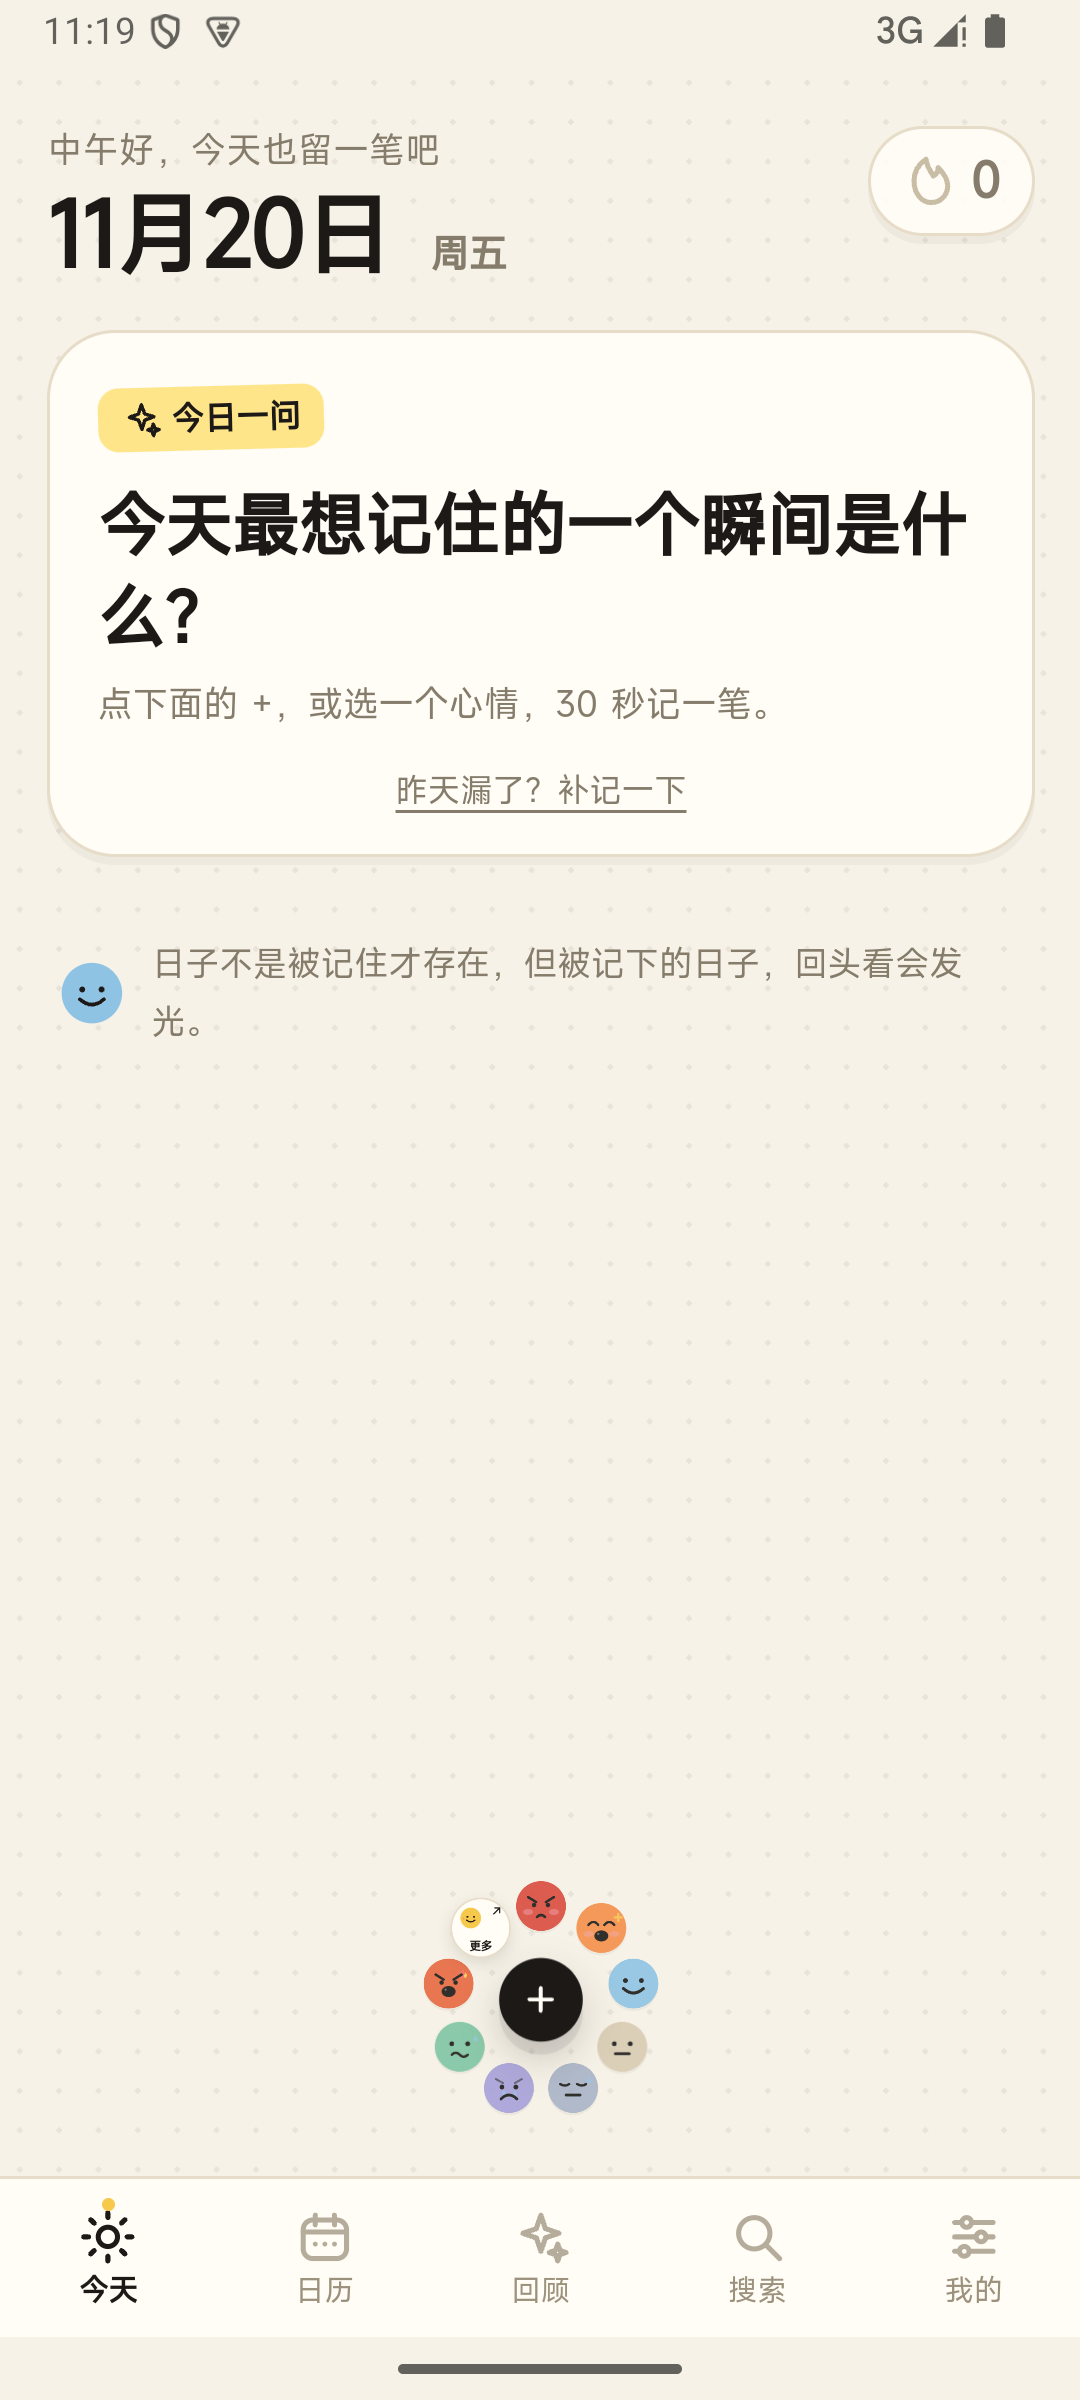 11:19
3G
中午好，今天也留一笔吧
11月20日 周五
0
今日一问
今天最想记住的一个瞬间是什
么？
点下面的 +，或选一个心情，30 秒记一笔。
昨天漏了？补记一下
日子不是被记住才存在，但被记下的日子，回头看会发
光。
更多
今天
日历
回顾
搜索
我的